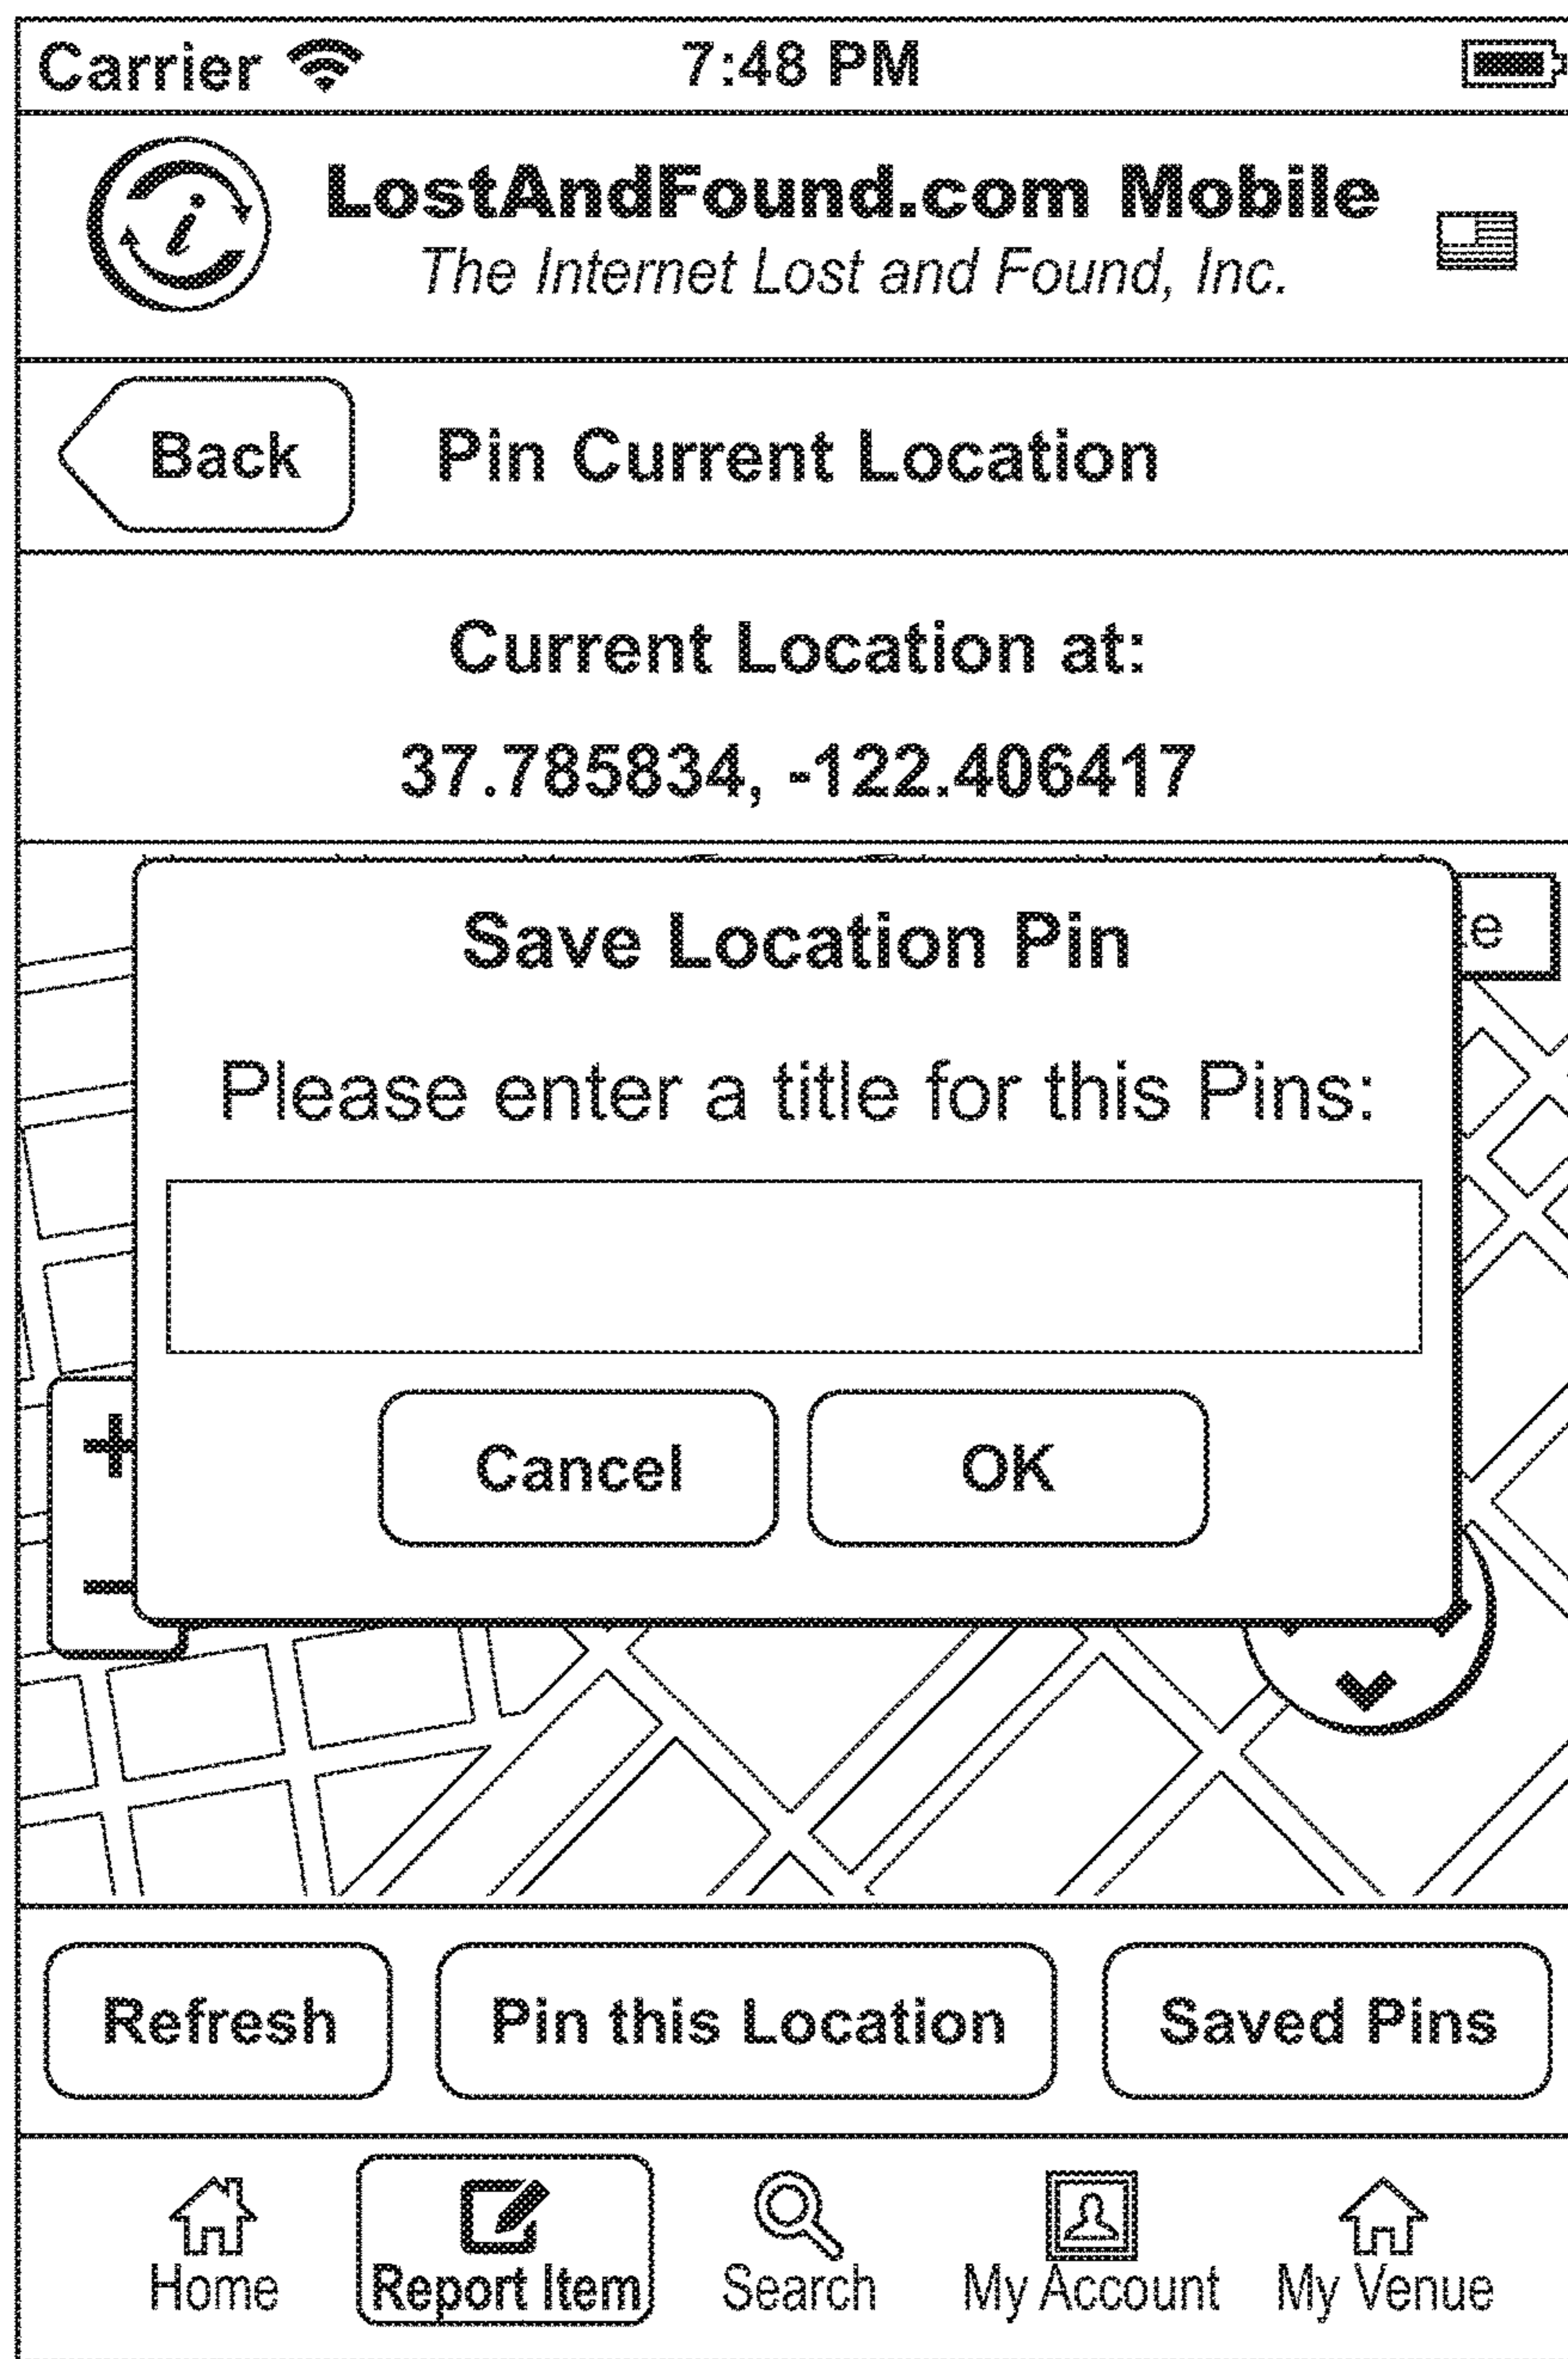 Carrier 7:48 PM
LostAndFound.com Mobile
The Internet Lost and Found, Inc.
Back Pin Current Location
Current Location at:
37.785834, -122.406417
Save Location Pin
Please enter a title for this Pins:
Cancel OK
+
-
Refresh Pin this Location Saved Pins
Home Report Item Search My Account My Venue